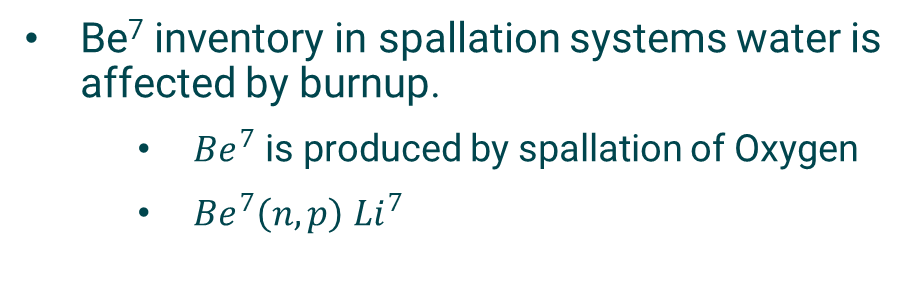 • Be⁷ inventory in spallation systems water is
affected by burnup.
• Be⁷ is produced by spallation of Oxygen
• Be⁷(n,p) Li⁷